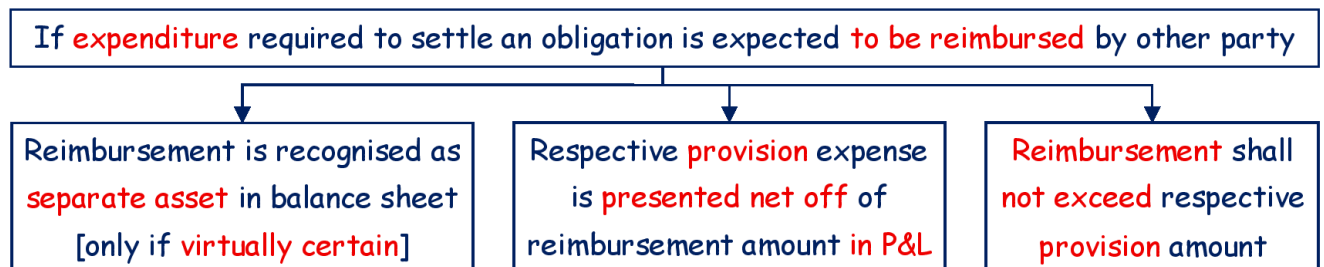 If expenditure required to settle an obligation is expected to be reimbursed by other party
Reimbursement is recognised as
separate asset in balance sheet
[only if virtually certain]
Respective provision expense
is presented net off of
reimbursement amount in P&L
Reimbursement shall
not exceed respective
provision amount